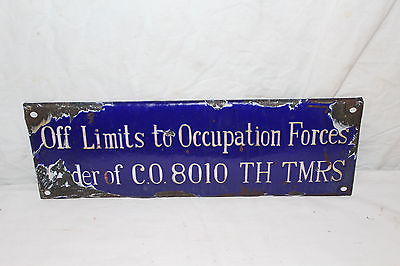 Off Limits to Occupation Forces
der of C.O. 8010 TH TMRS